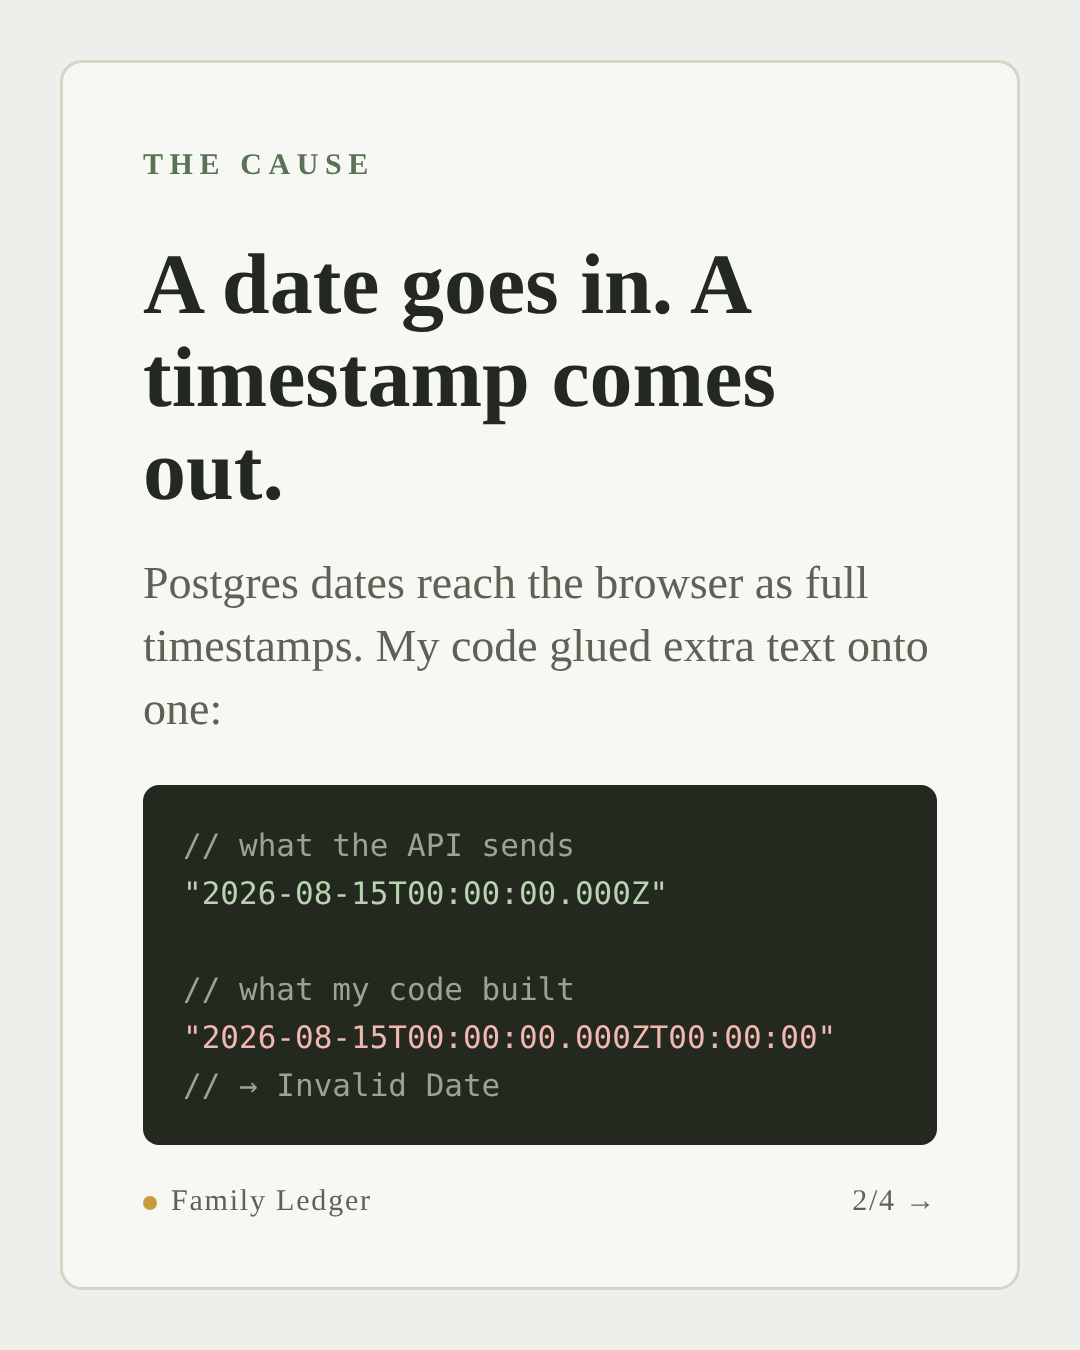 THE CAUSE
A date goes in. A
timestamp comes
out.
Postgres dates reach the browser as full
timestamps. My code glued extra text onto
one:
// what the API sends
"2026-08-15T00:00:00.000Z"
// what my code built
"2026-08-15T00:00:00.000ZT00:00:00"
// → Invalid Date
Family Ledger
2/4 →